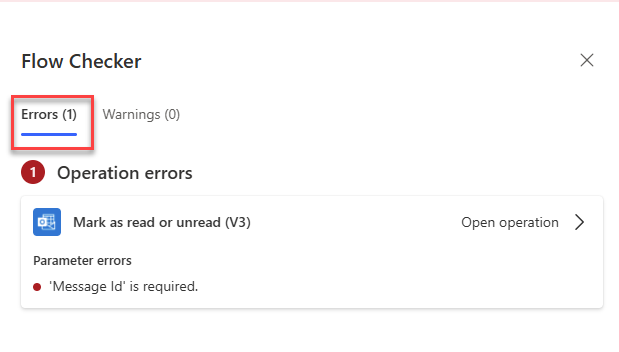 Flow Checker
Errors (1) Warnings (0)
1 Operation errors
Mark as read or unread (V3) Open operation
Parameter errors
'Message Id' is required.